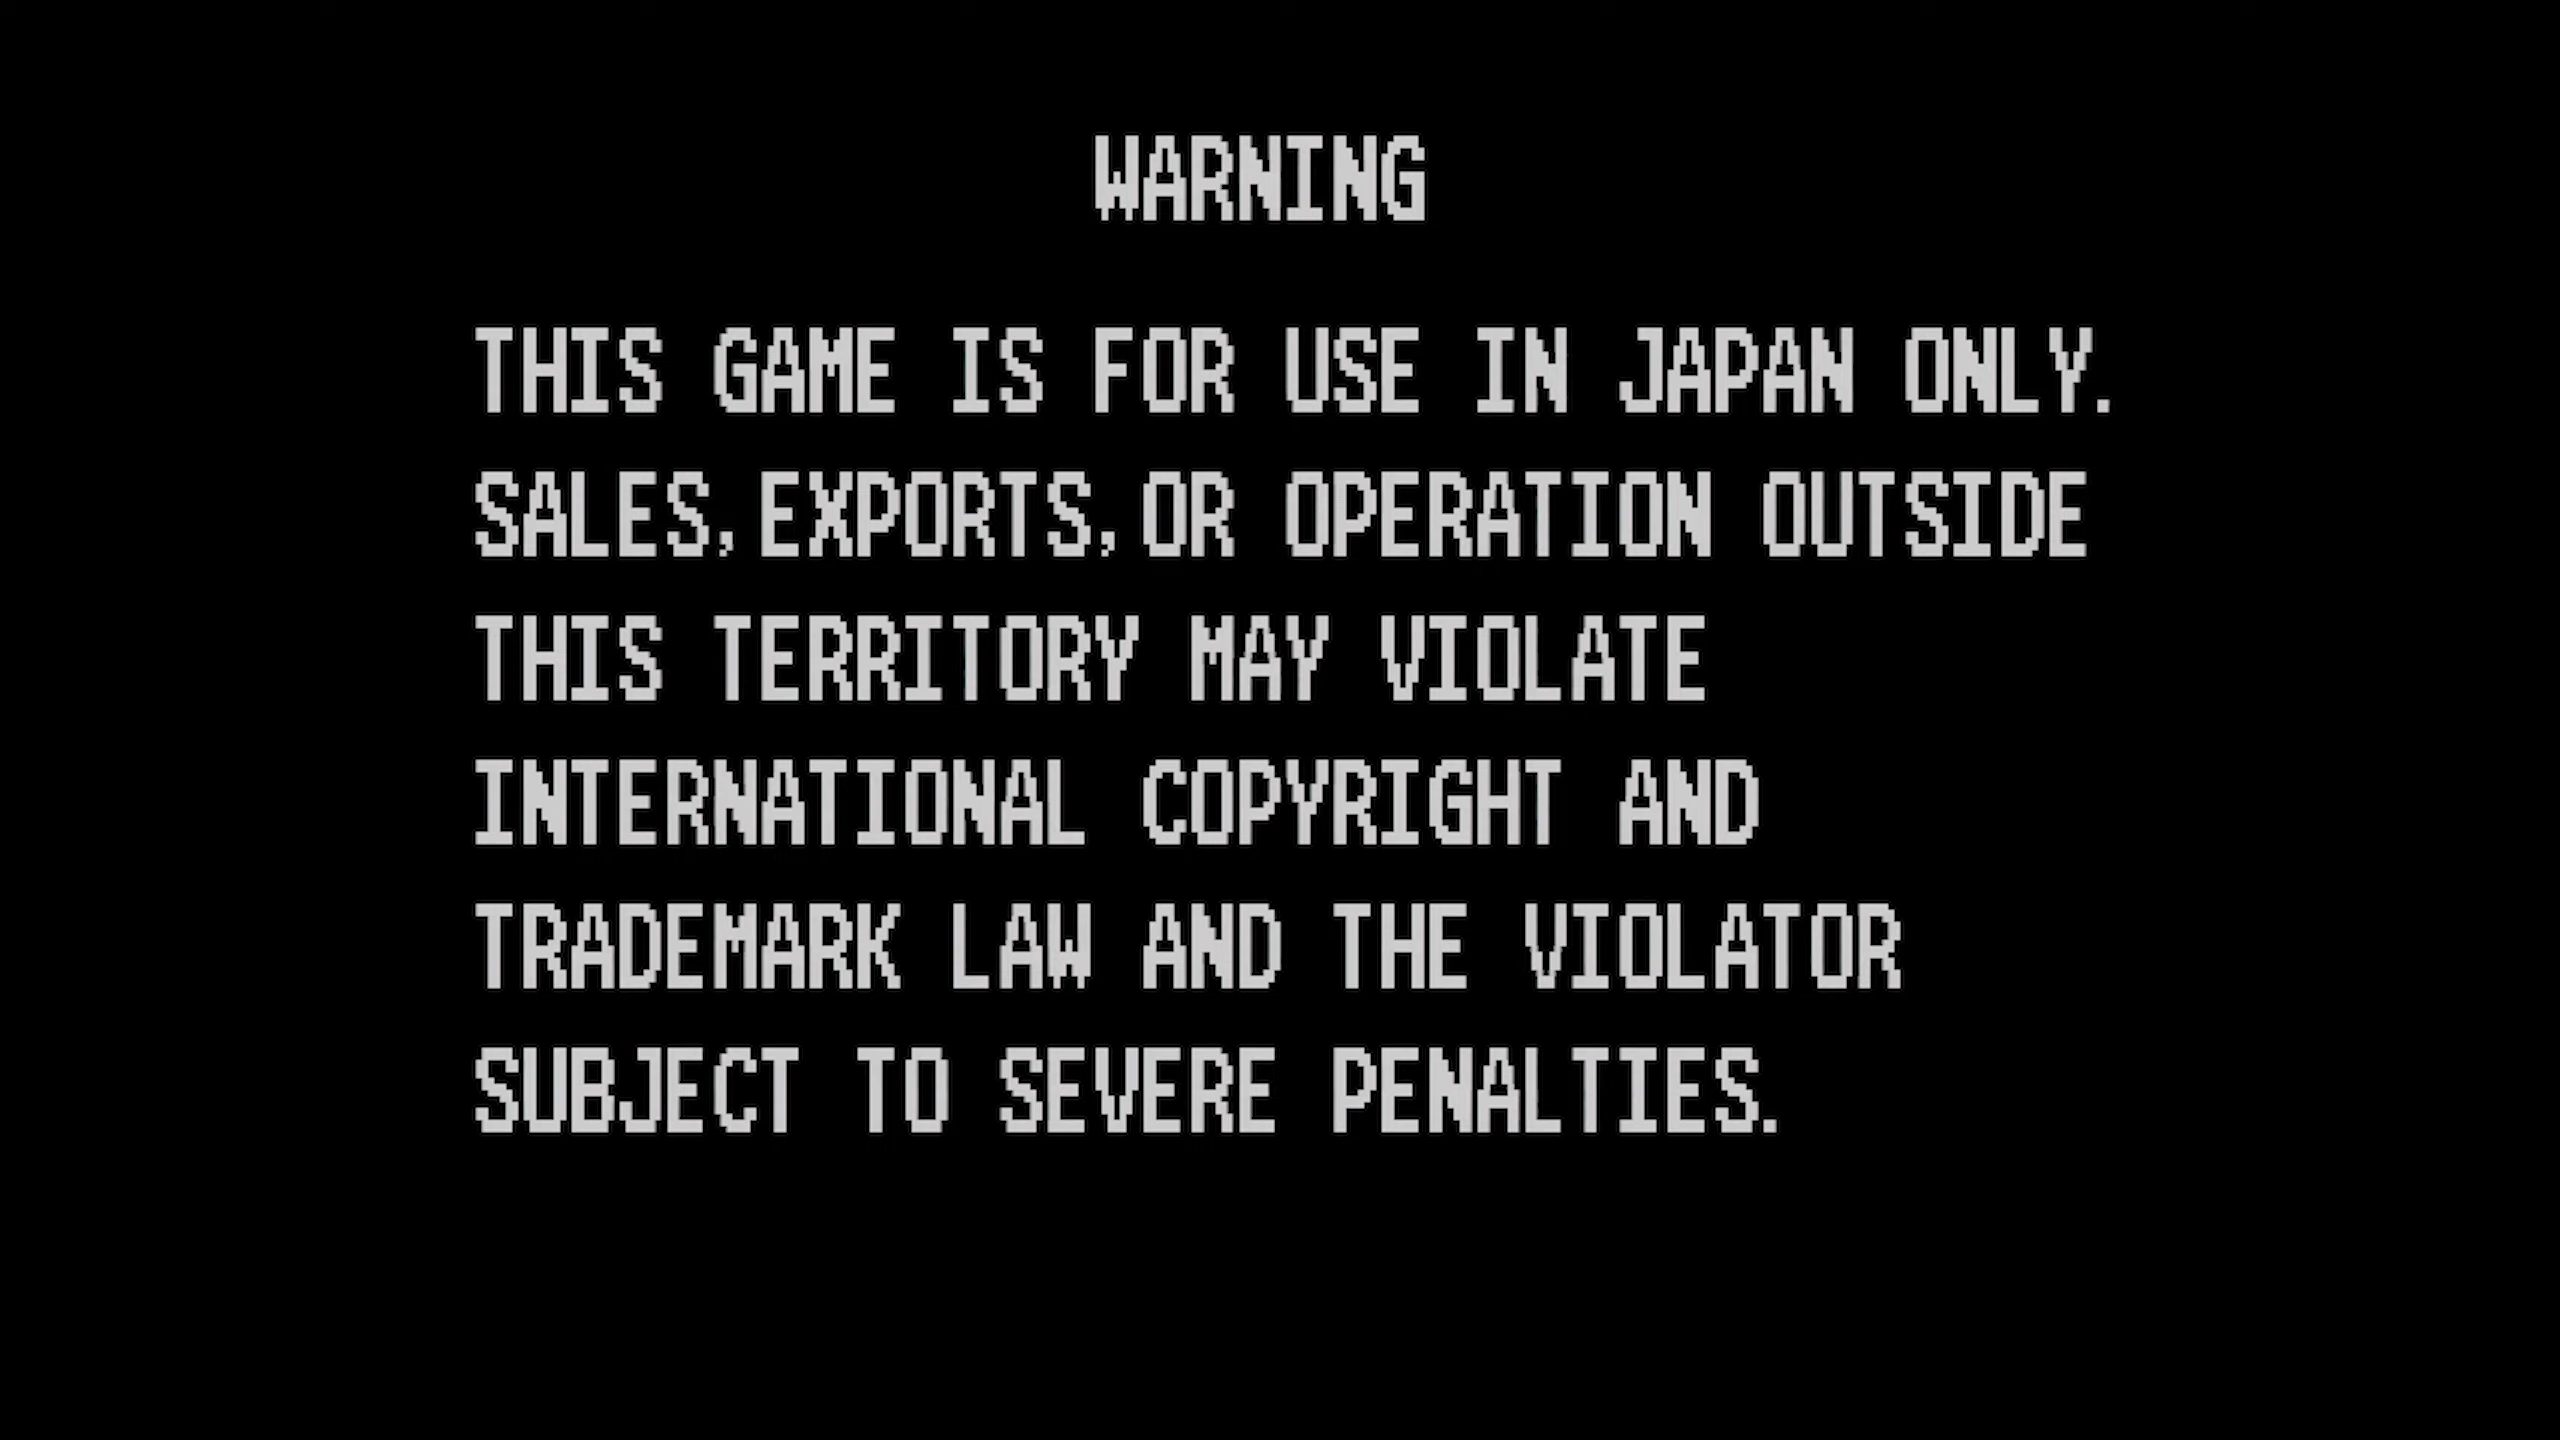 WARNING
THIS GAME IS FOR USE IN JAPAN ONLY.
SALES,EXPORTS,OR OPERATION OUTSIDE
THIS TERRITORY MAY VIOLATE
INTERNATIONAL COPYRIGHT AND
TRADEMARK LAW AND THE VIOLATOR
SUBJECT TO SEVERE PENALTIES.